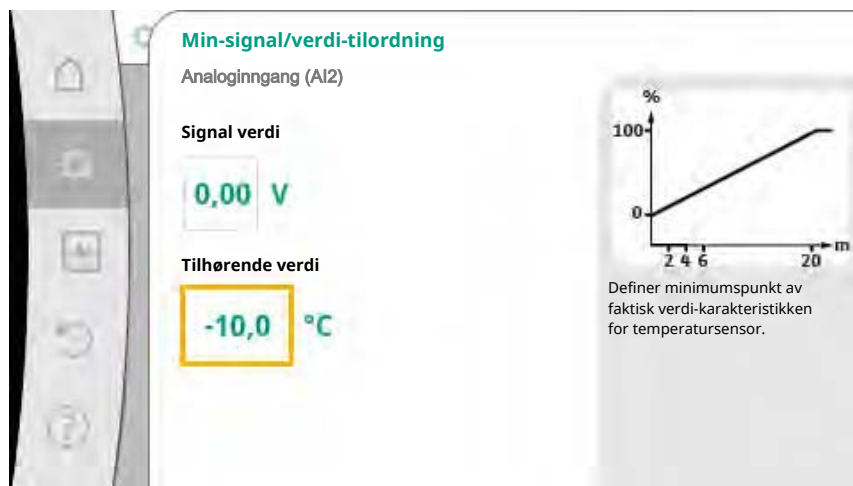 Min-signal/verdi-tilordning
Analoginngang (AI2)
Signal verdi
0,00 V
Tilhørende verdi
-10,0 °C
%
100
0
2 4 6 20
m
Definer minimumspunkt av
faktisk verdi-karakteristikken
for temperatursensor.